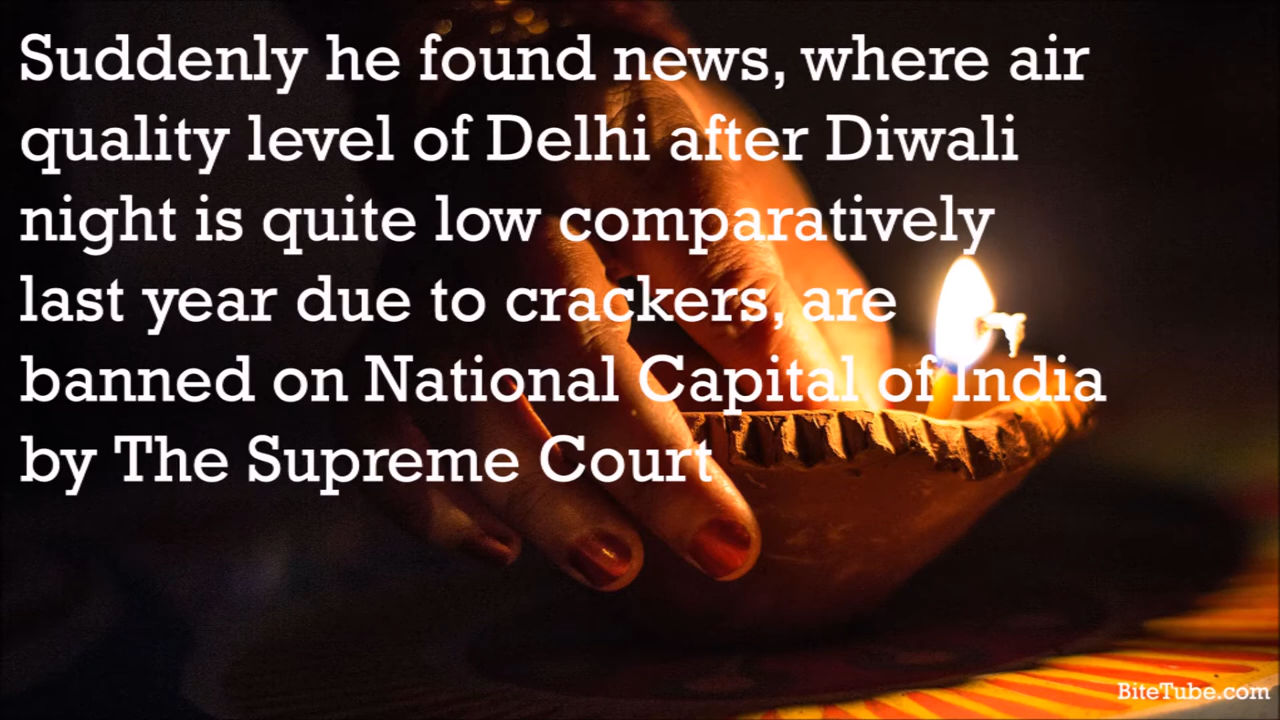 Suddenly he found news, where air
quality level of Delhi after Diwali
night is quite low comparatively
last year due to crackers, are
banned on National Capital of India
by The Supreme Court
BiteTube.com